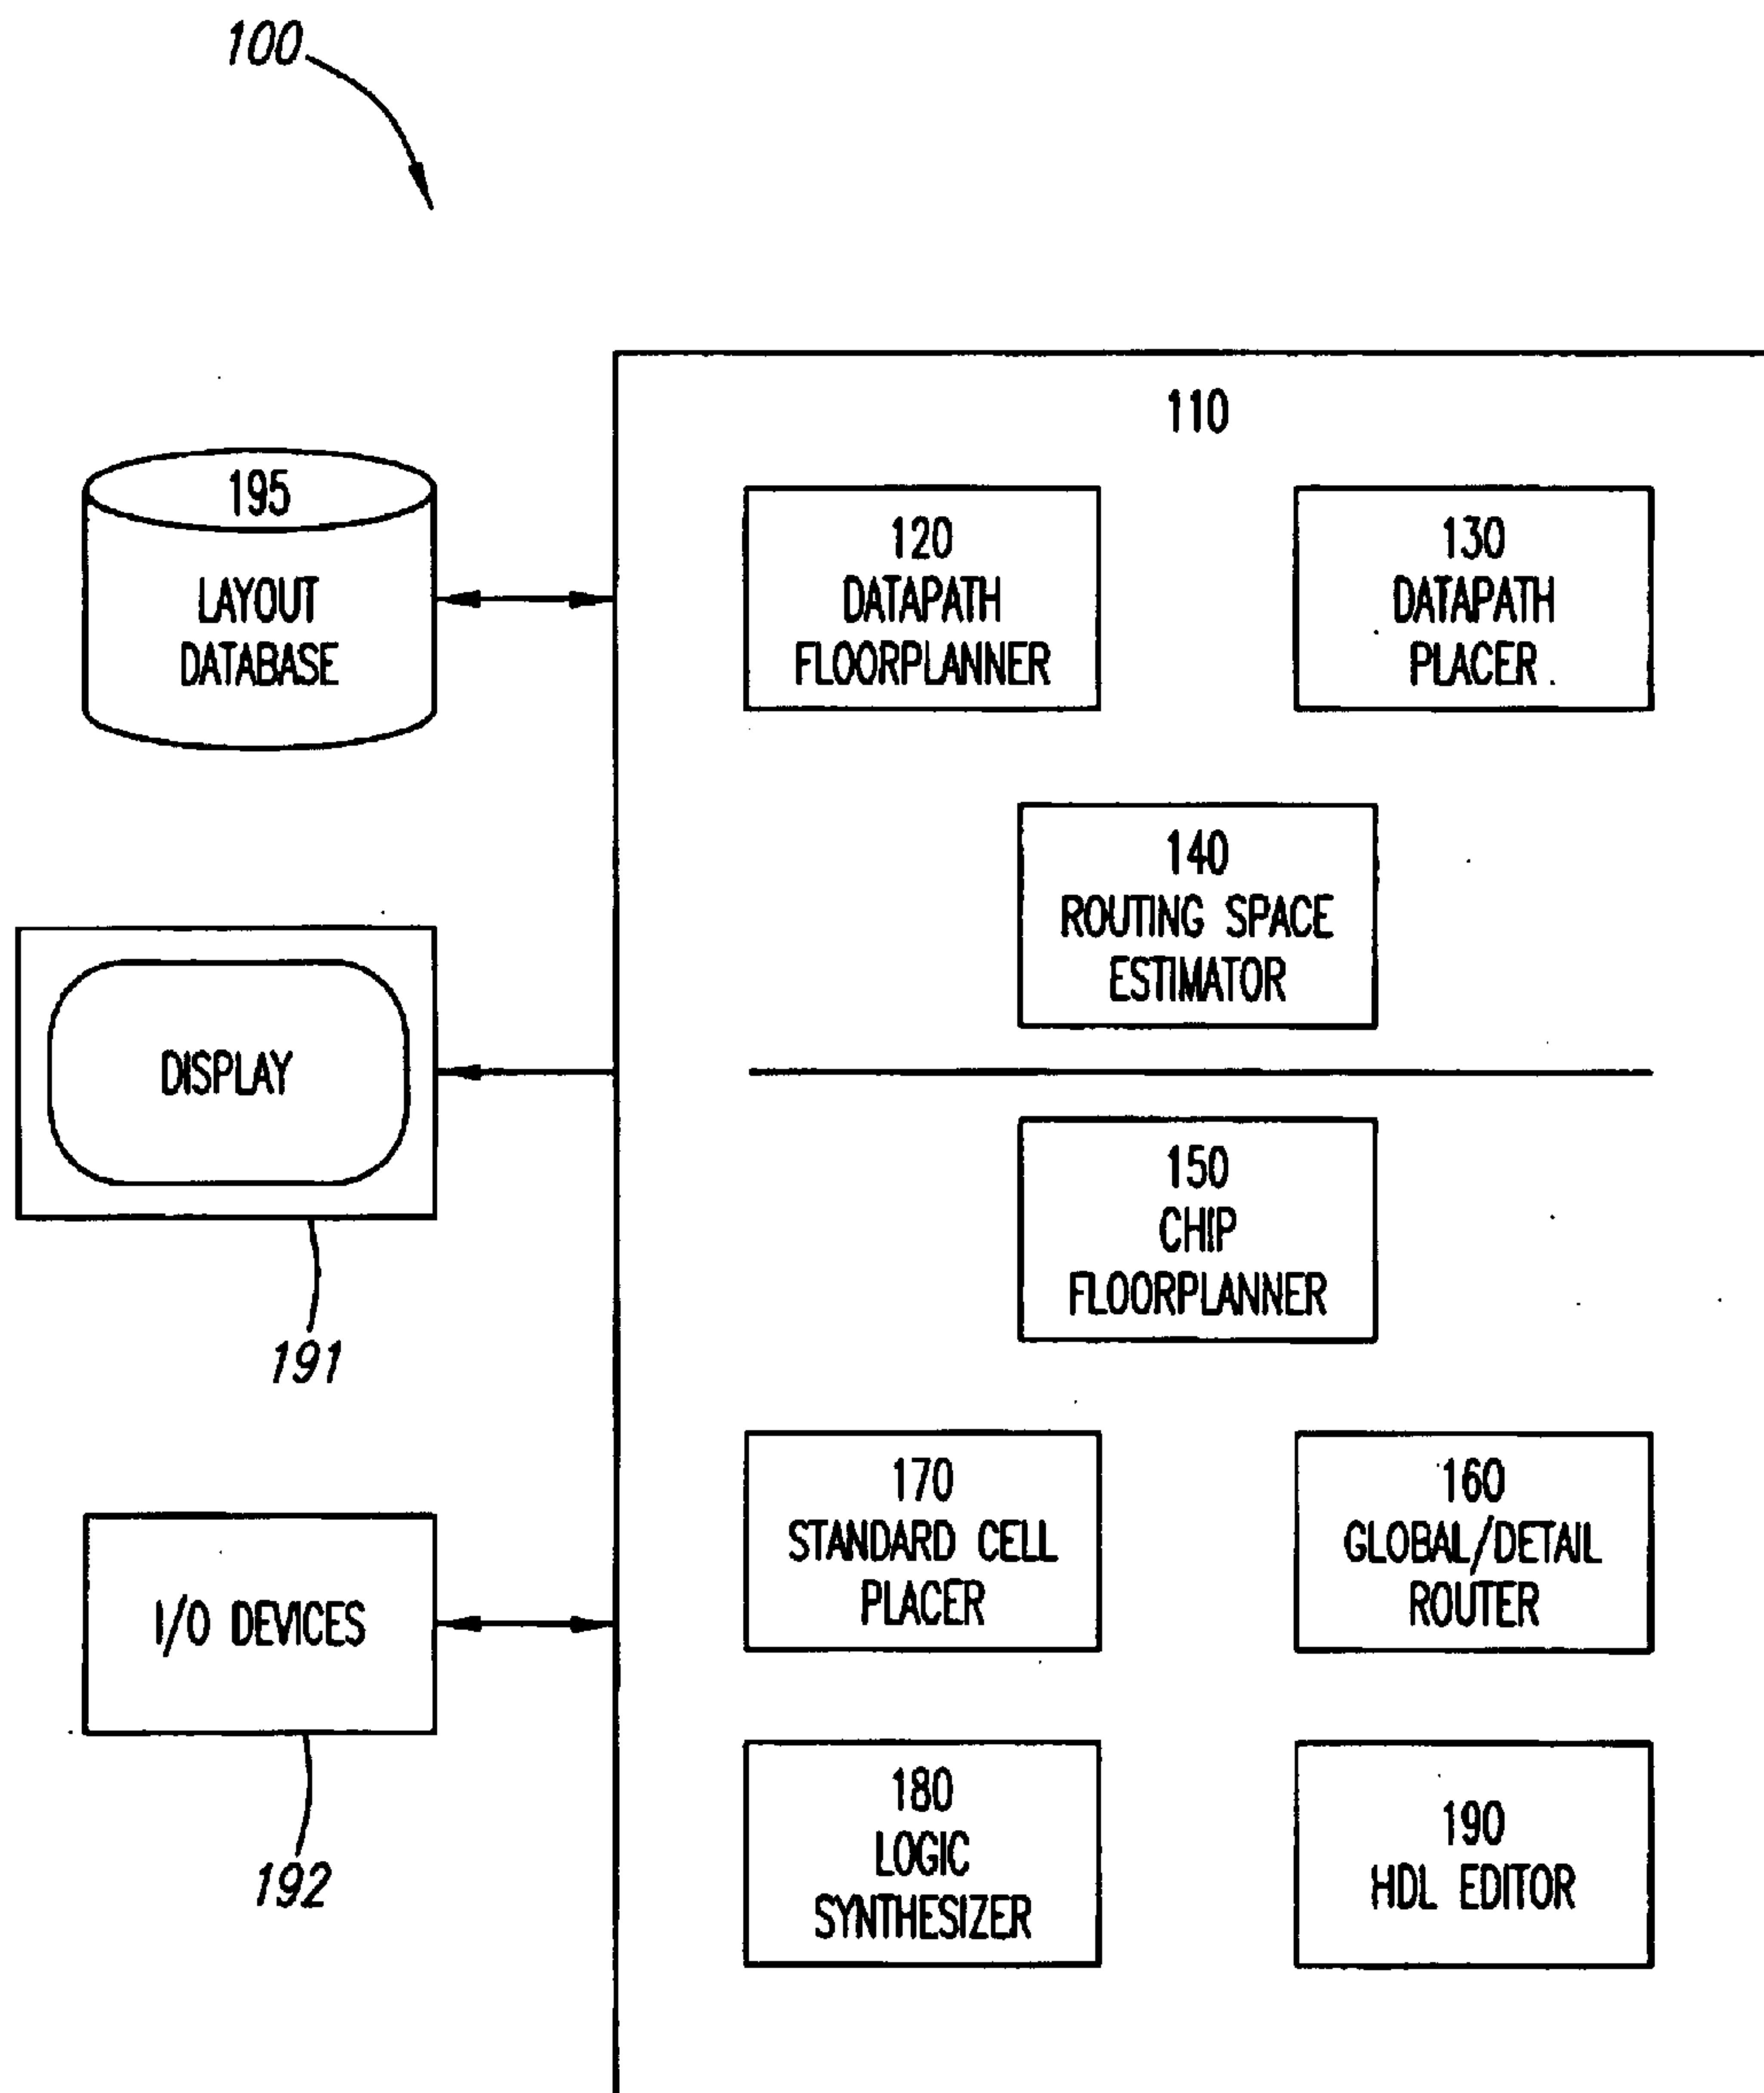 100
110
195
LAYOUT
DATABASE
120
DATAPATH
FLOORPLANNER
130
DATAPATH
PLACER
140
ROUTING SPACE
ESTIMATOR
DISPLAY
191
150
CHIP
FLOORPLANNER
170
STANDARD CELL
PLACER
160
GLOBAL/DETAIL
ROUTER
I/O DEVICES
192
180
LOGIC
SYNTHESIZER
190
HDL EDITOR